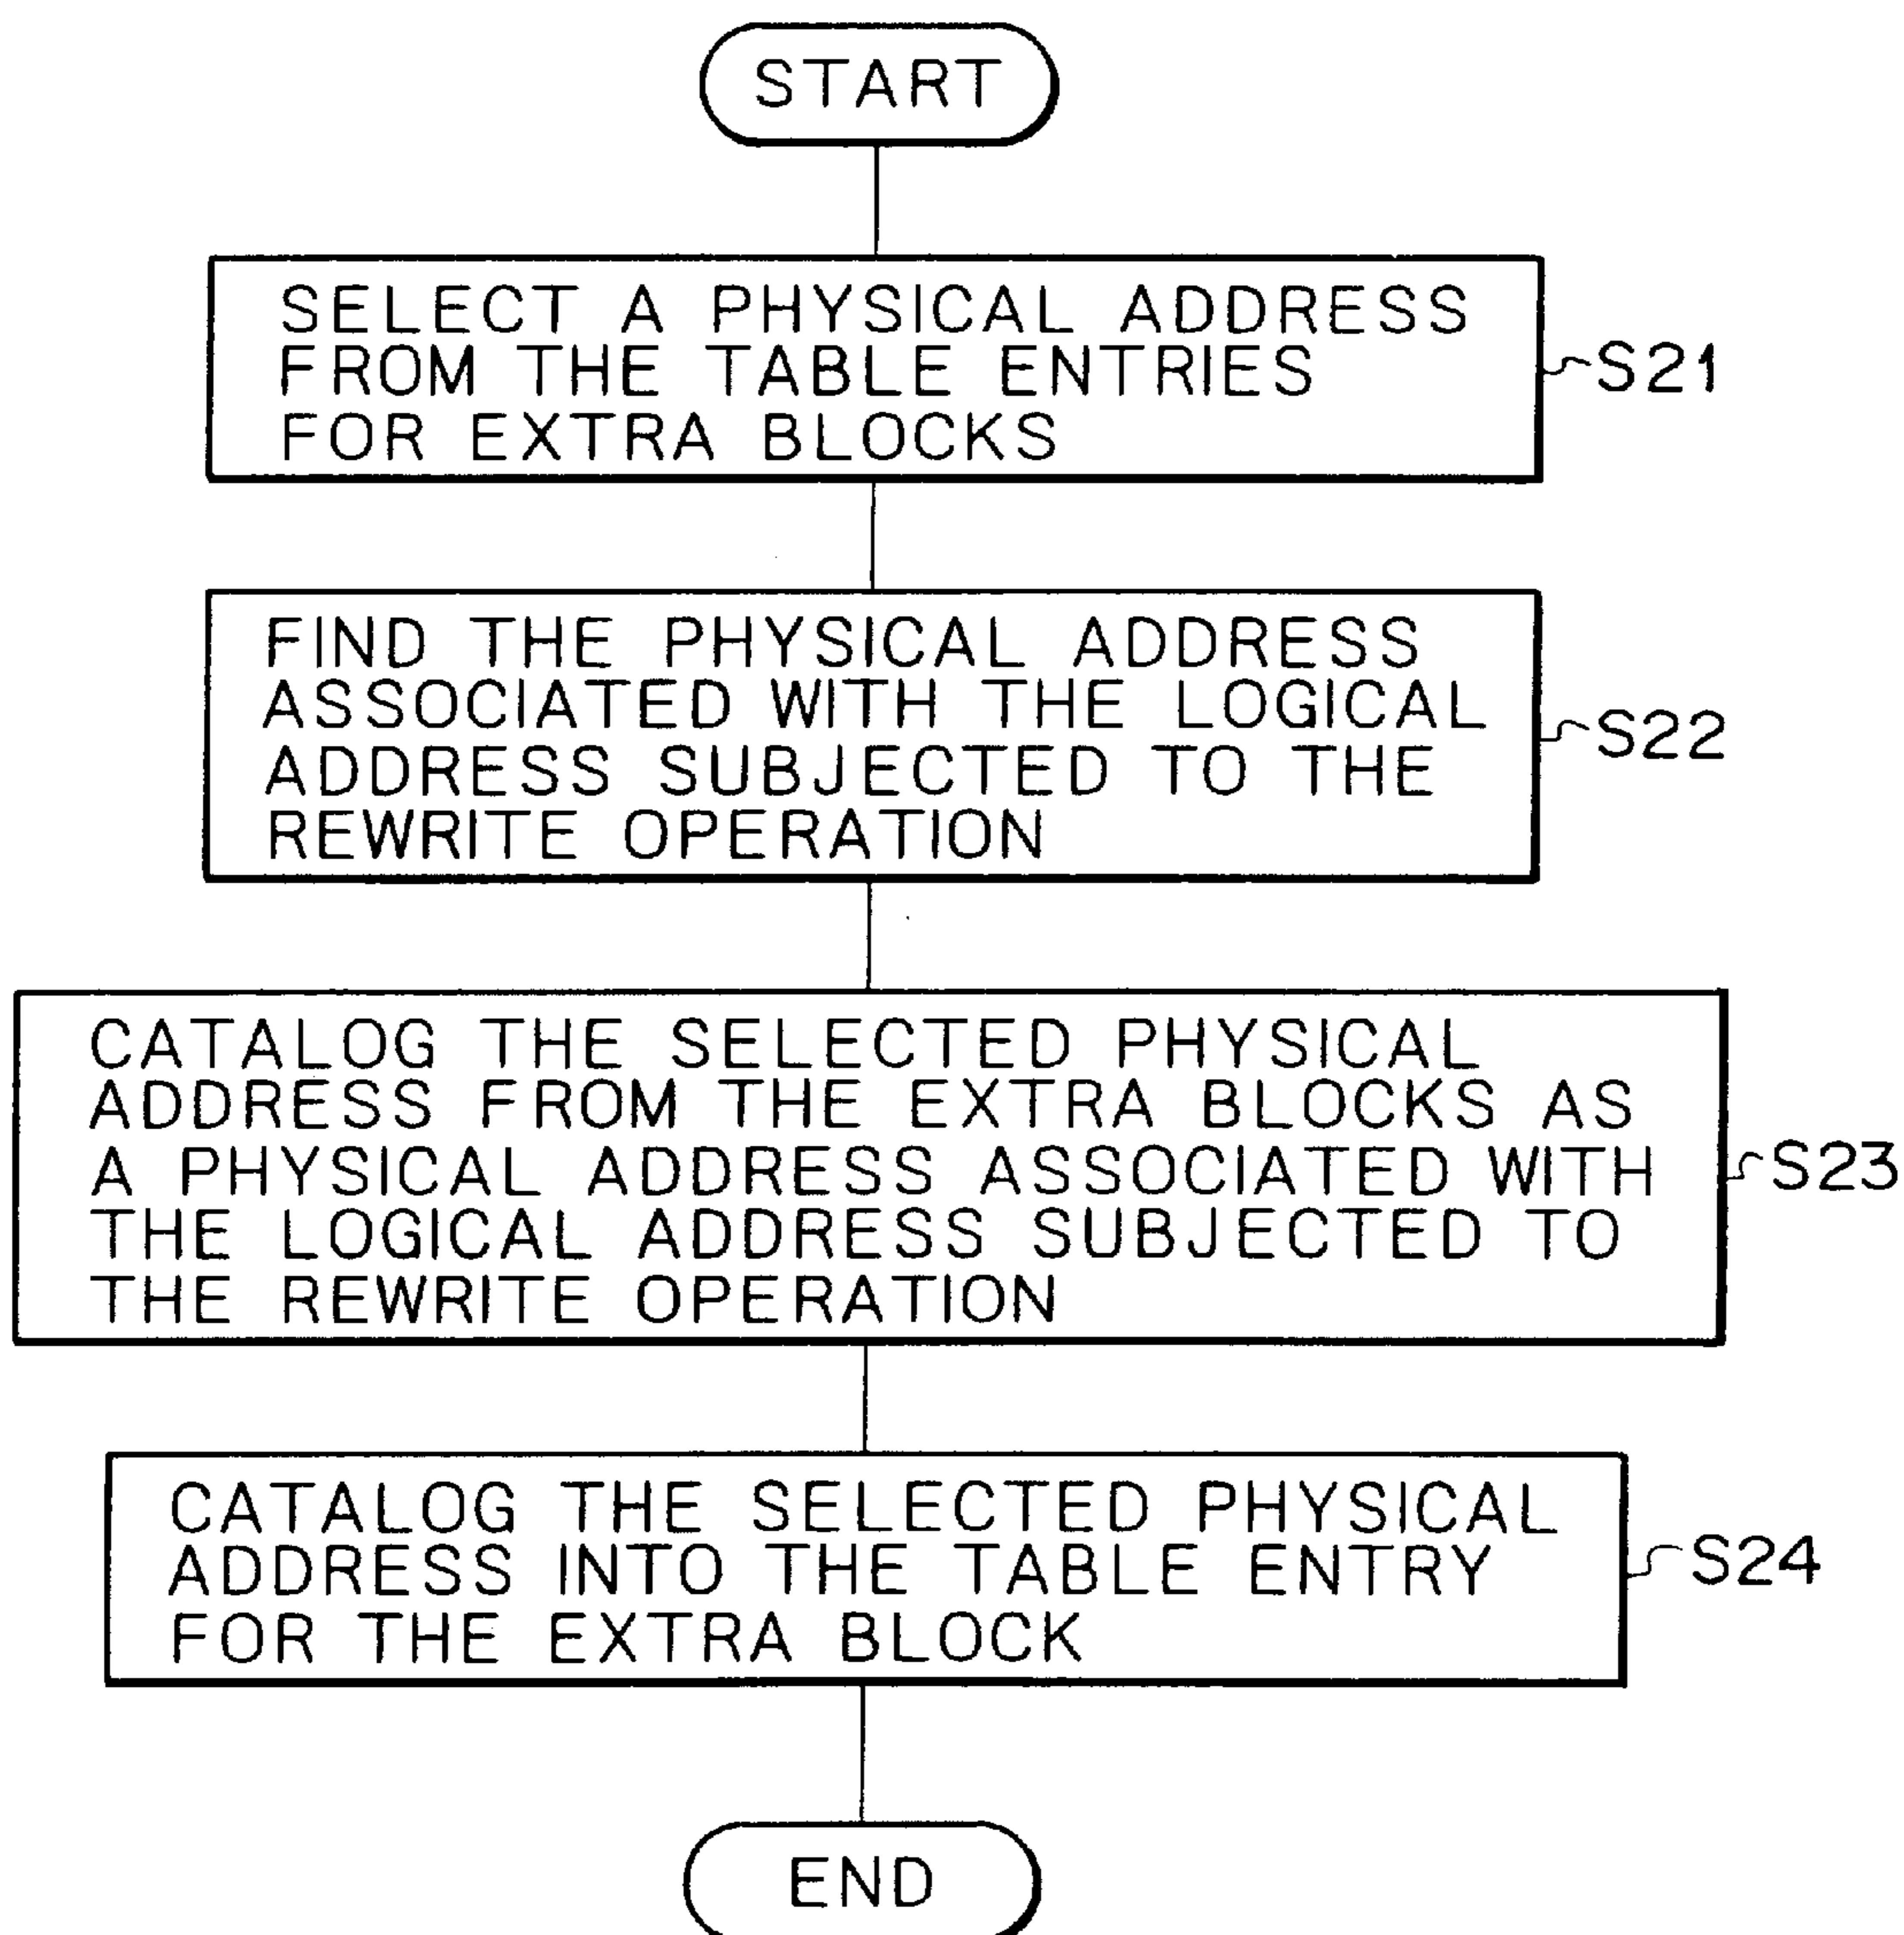 START
SELECT A PHYSICAL ADDRESS
FROM THE TABLE ENTRIES
FOR EXTRA BLOCKS
S21
FIND THE PHYSICAL ADDRESS
ASSOCIATED WITH THE LOGICAL
ADDRESS SUBJECTED TO THE
REWRITE OPERATION
S22
CATALOG THE SELECTED PHYSICAL
ADDRESS FROM THE EXTRA BLOCKS AS
A PHYSICAL ADDRESS ASSOCIATED WITH
THE LOGICAL ADDRESS SUBJECTED TO
THE REWRITE OPERATION
S23
CATALOG THE SELECTED PHYSICAL
ADDRESS INTO THE TABLE ENTRY
FOR THE EXTRA BLOCK
S24
END